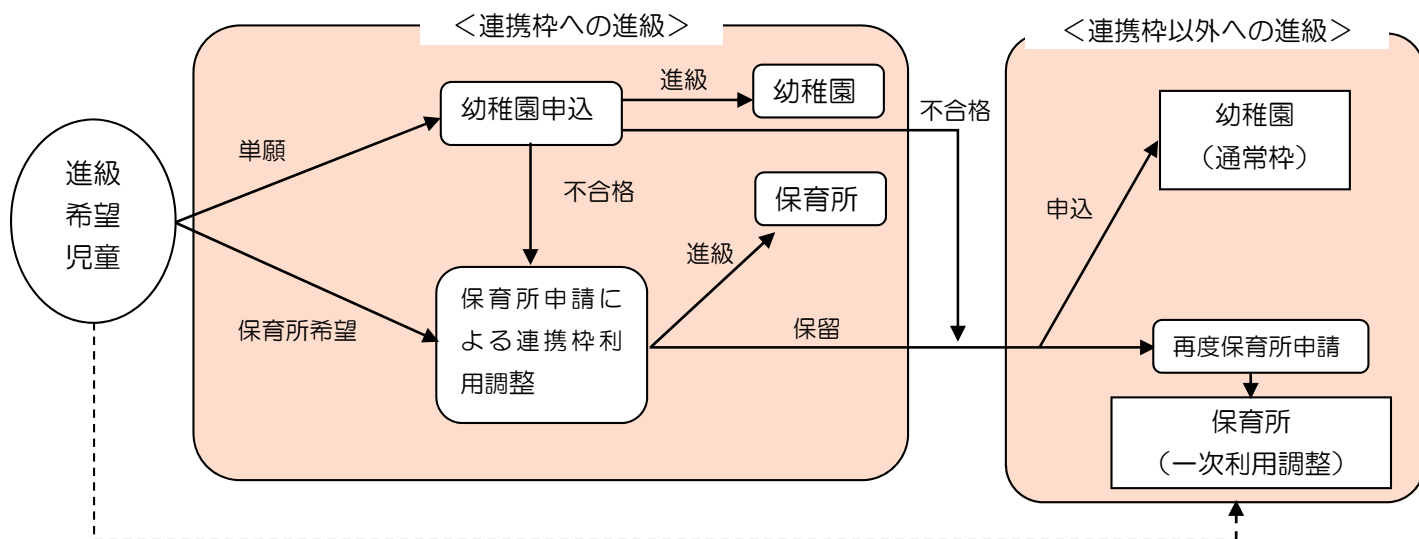 ＜連携枠への進級＞
＜連携枠以外への進級＞
進級
希望
児童
単願
保育所希望
幼稚園申込
進級
幼稚園
不合格
不合格
保育所
進級
保育所申請に
よる連携枠利
用調整
保留
申込
幼稚園
（通常枠）
再度保育所申請
保育所
（一次利用調整）